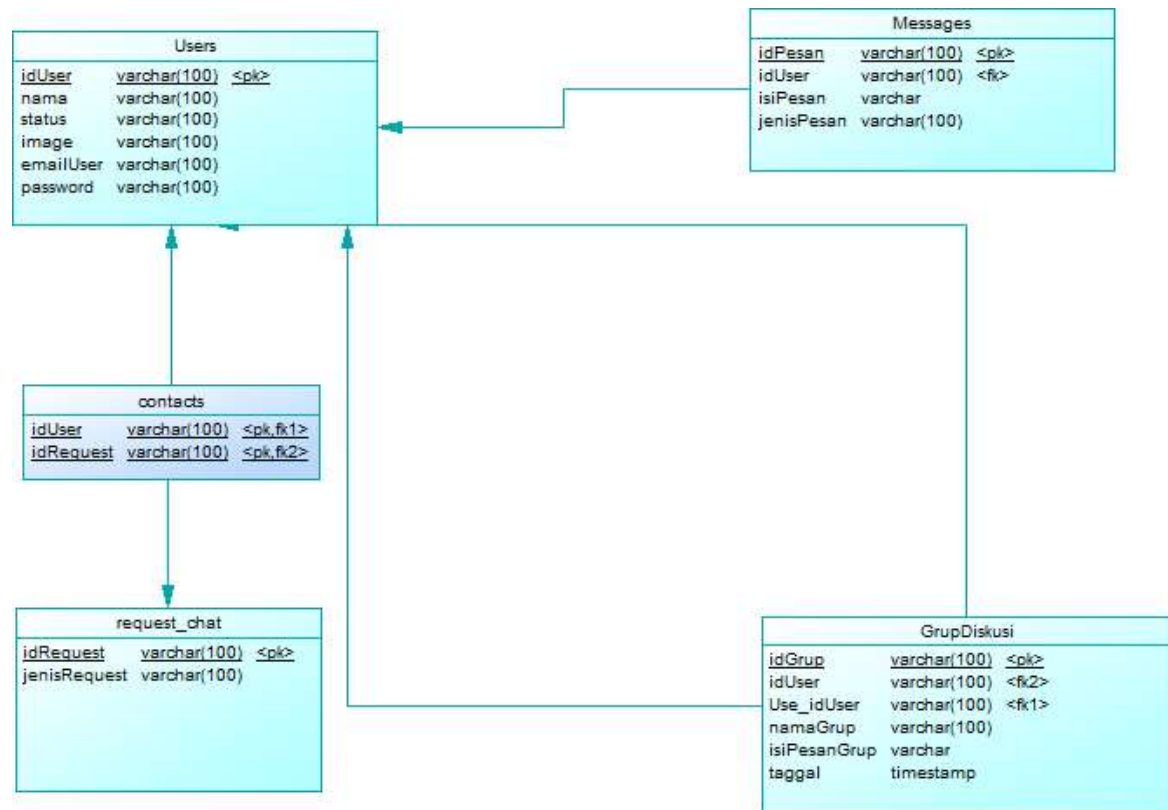 Users
idUser varchar(100) <pk>
nama varchar(100)
status varchar(100)
image varchar(100)
emailUser varchar(100)
password varchar(100)
Messages
idPesan varchar(100) <pk>
idUser varchar(100) <fk>
isiPesan varchar
jenisPesan varchar(100)
contacts
idUser varchar(100) <pk,fk1>
idRequest varchar(100) <pk,fk2>
request_chat
idRequest varchar(100) <pk>
jenisRequest varchar(100)
GrupDiskusi
idGrup varchar(100) <pk>
idUser varchar(100) <fk2>
Use_idUser varchar(100) <fk1>
namaGrup varchar(100)
isiPesanGrup varchar
taggal timestamp